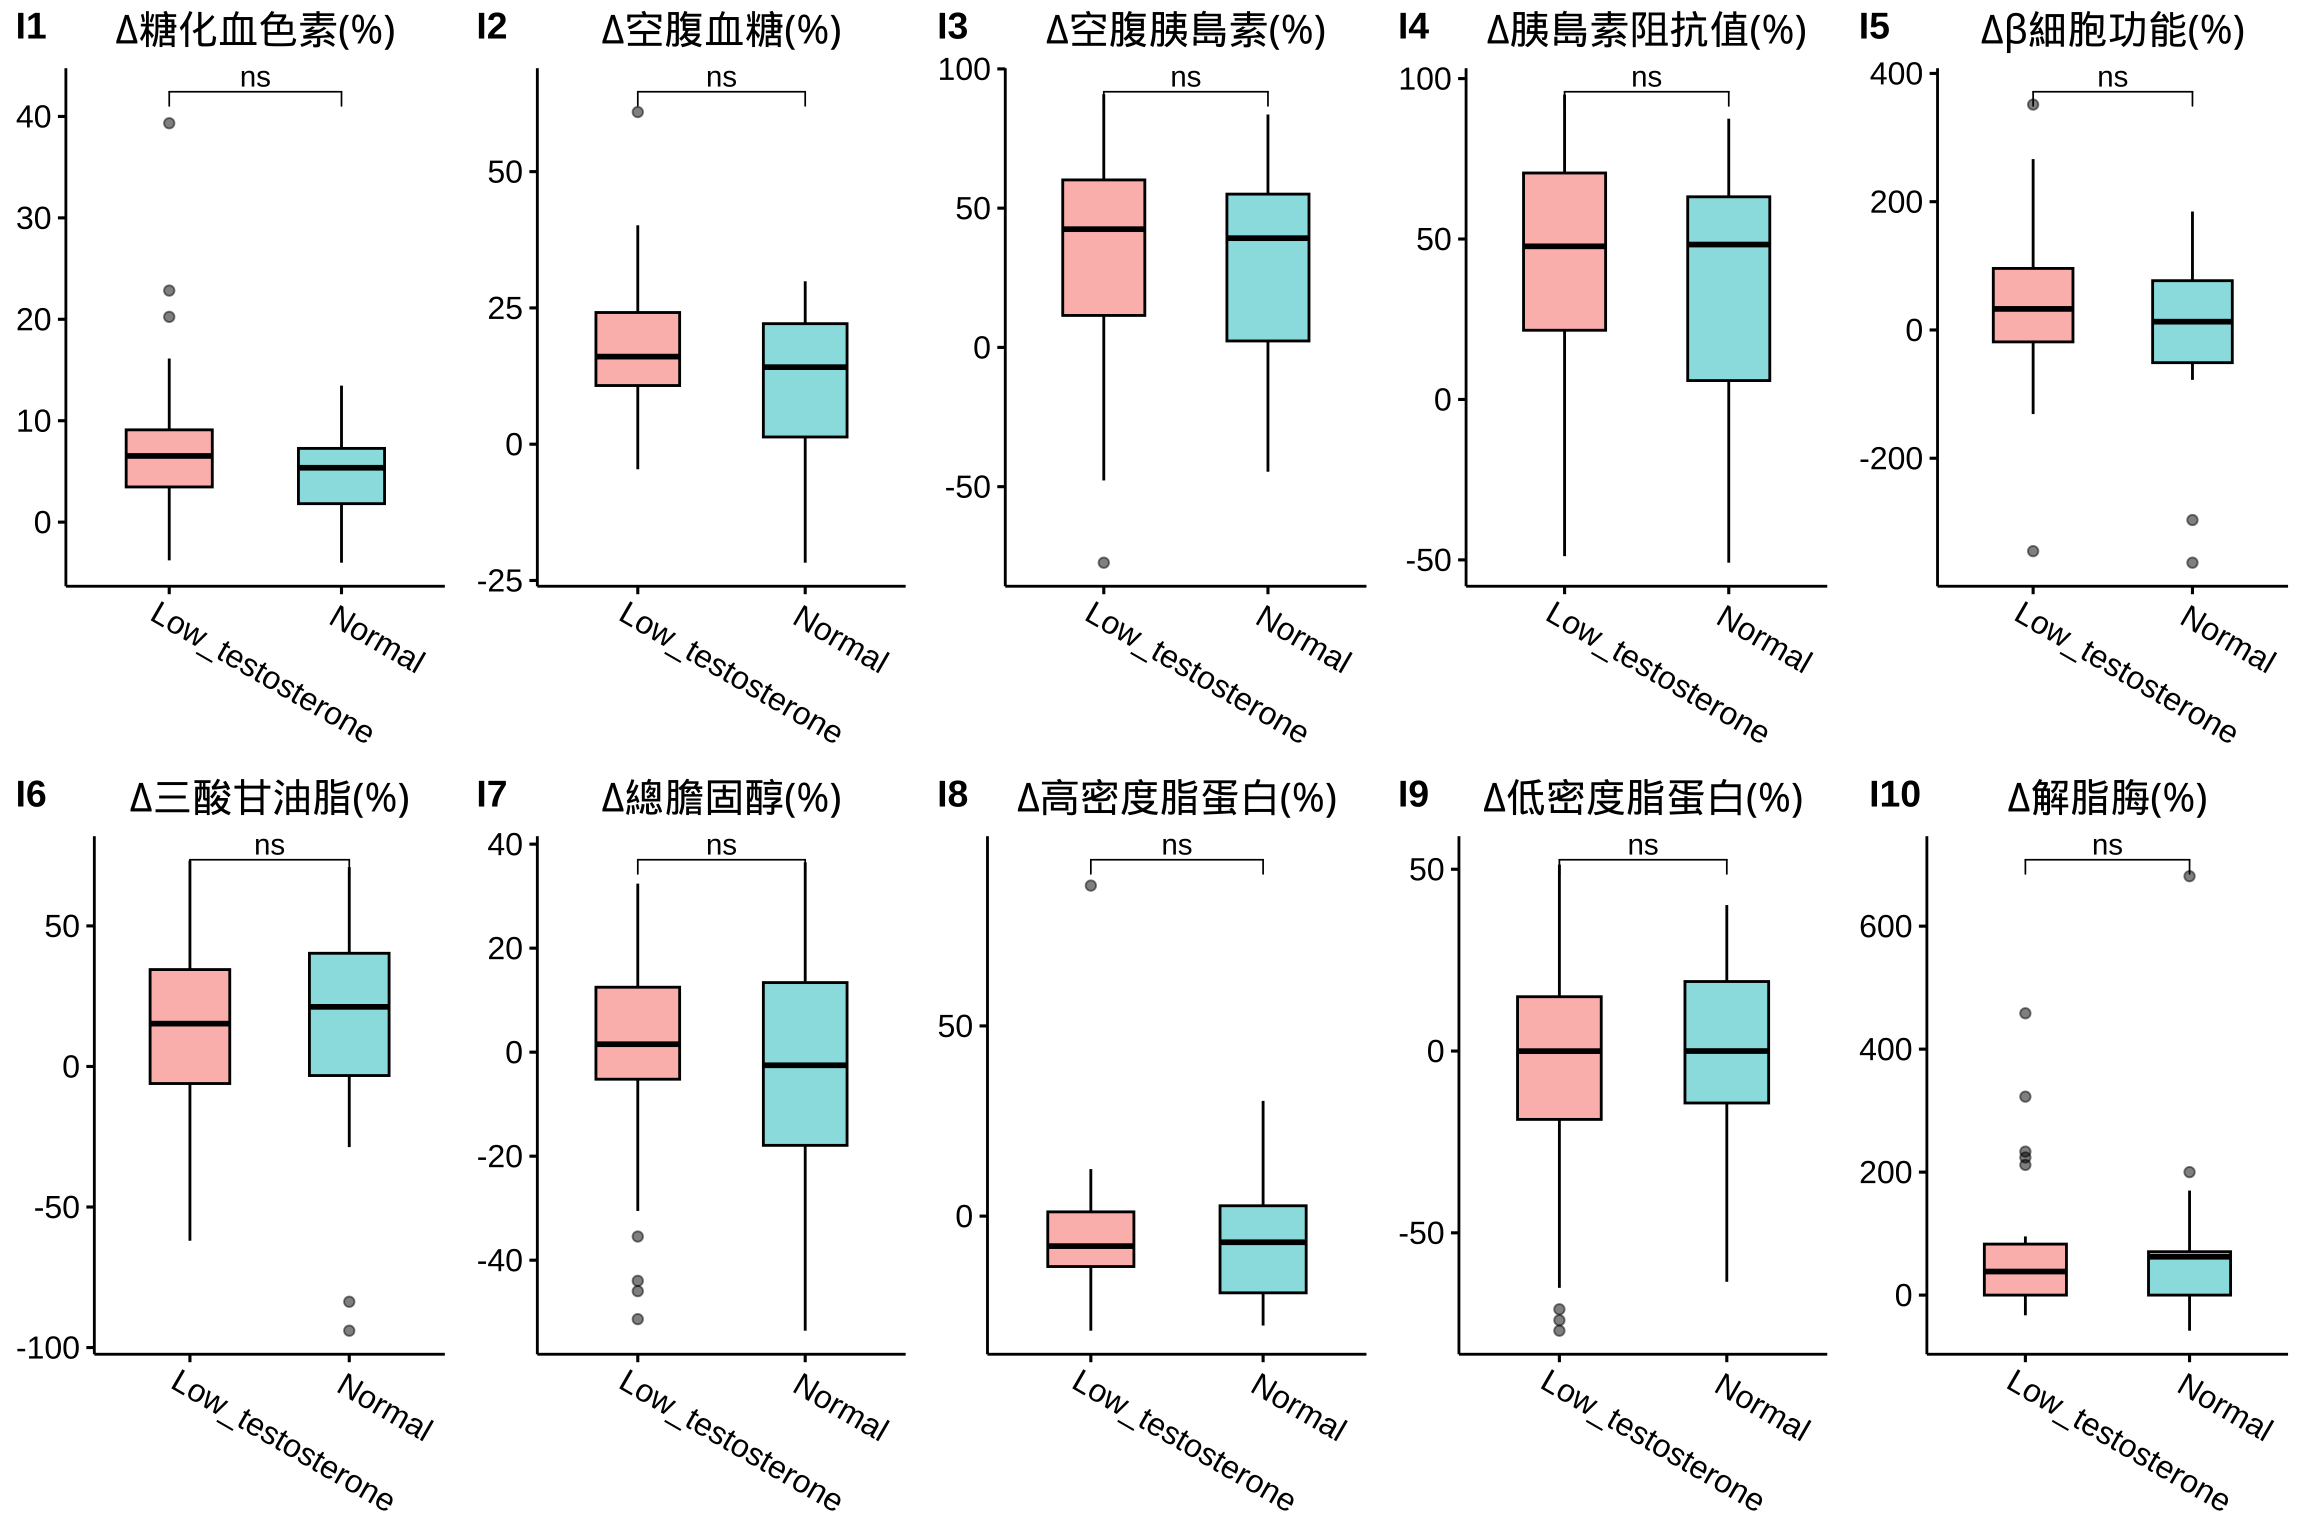 I1 Δ糖化血色素(%)
ns
40
30
20
10
0
Low_testosterone
Normal
I2 Δ空腹血糖(%)
ns
50
25
0
-25
Low_testosterone
Normal
I3 Δ空腹胰島素(%)
ns
100
50
0
-50
Low_testosterone
Normal
I4 Δ胰島素阻抗值(%)
ns
100
50
0
-50
Low_testosterone
Normal
I5 Δβ細胞功能(%)
ns
400
200
0
-200
Low_testosterone
Normal
I6 Δ三酸甘油脂(%)
ns
50
0
-50
-100
Low_testosterone
Normal
I7 Δ總膽固醇(%)
ns
40
20
0
-20
-40
Low_testosterone
Normal
I8 Δ高密度脂蛋白(%)
ns
50
0
Low_testosterone
Normal
I9 Δ低密度脂蛋白(%)
ns
50
0
-50
Low_testosterone
Normal
I10 Δ解脂脢(%)
ns
600
400
200
0
Low_testosterone
Normal